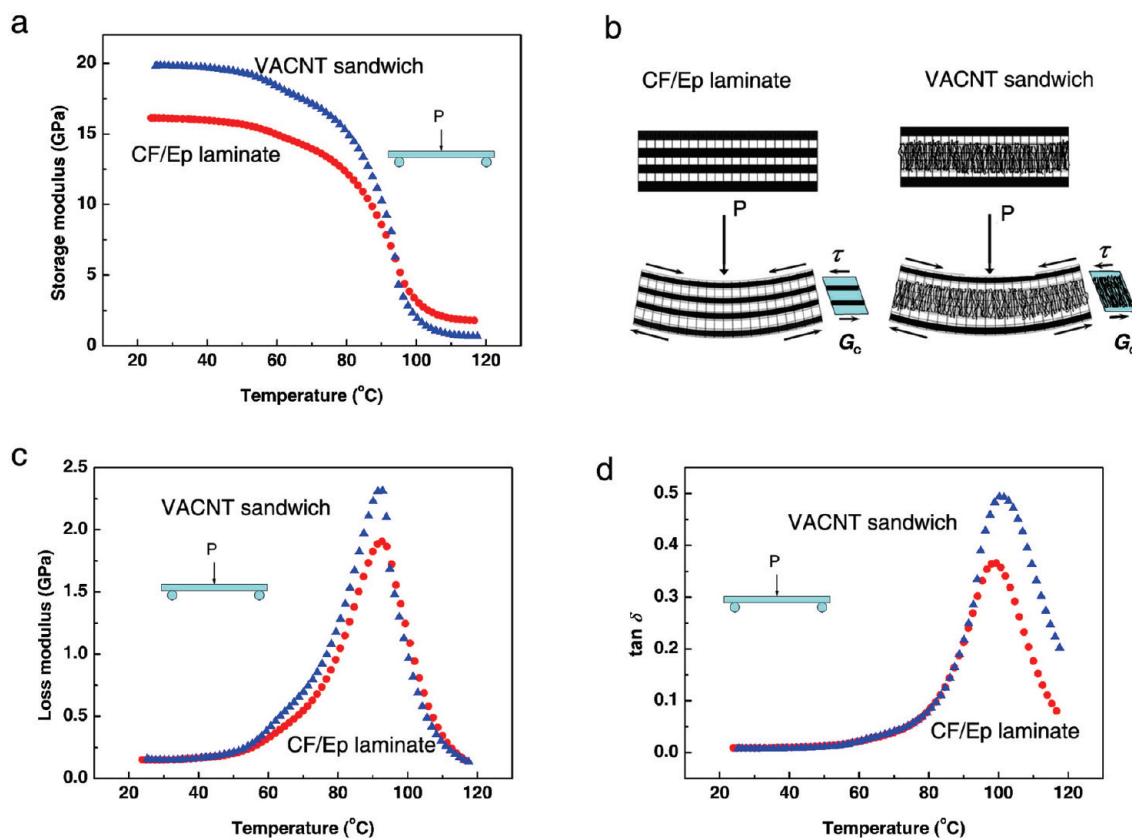 a
Storage modulus (GPa)
20
15
10
5
0
VACNT sandwich
CF/Ep laminate
P
0 20 40 60 80 100 120
Temperature (°C)
b
CF/Ep laminate
VACNT sandwich
P
P
τ
τ
G_c
G_c
c
Loss modulus (GPa)
2.5
2.0
1.5
1.0
0.5
0.0
VACNT sandwich
P
CF/Ep laminate
20 40 60 80 100 120
Temperature (°C)
d
tan δ
0.5
0.4
0.3
0.2
0.1
0.0
VACNT sandwich
P
CF/Ep laminate
20 40 60 80 100 120
Temperature (°C)